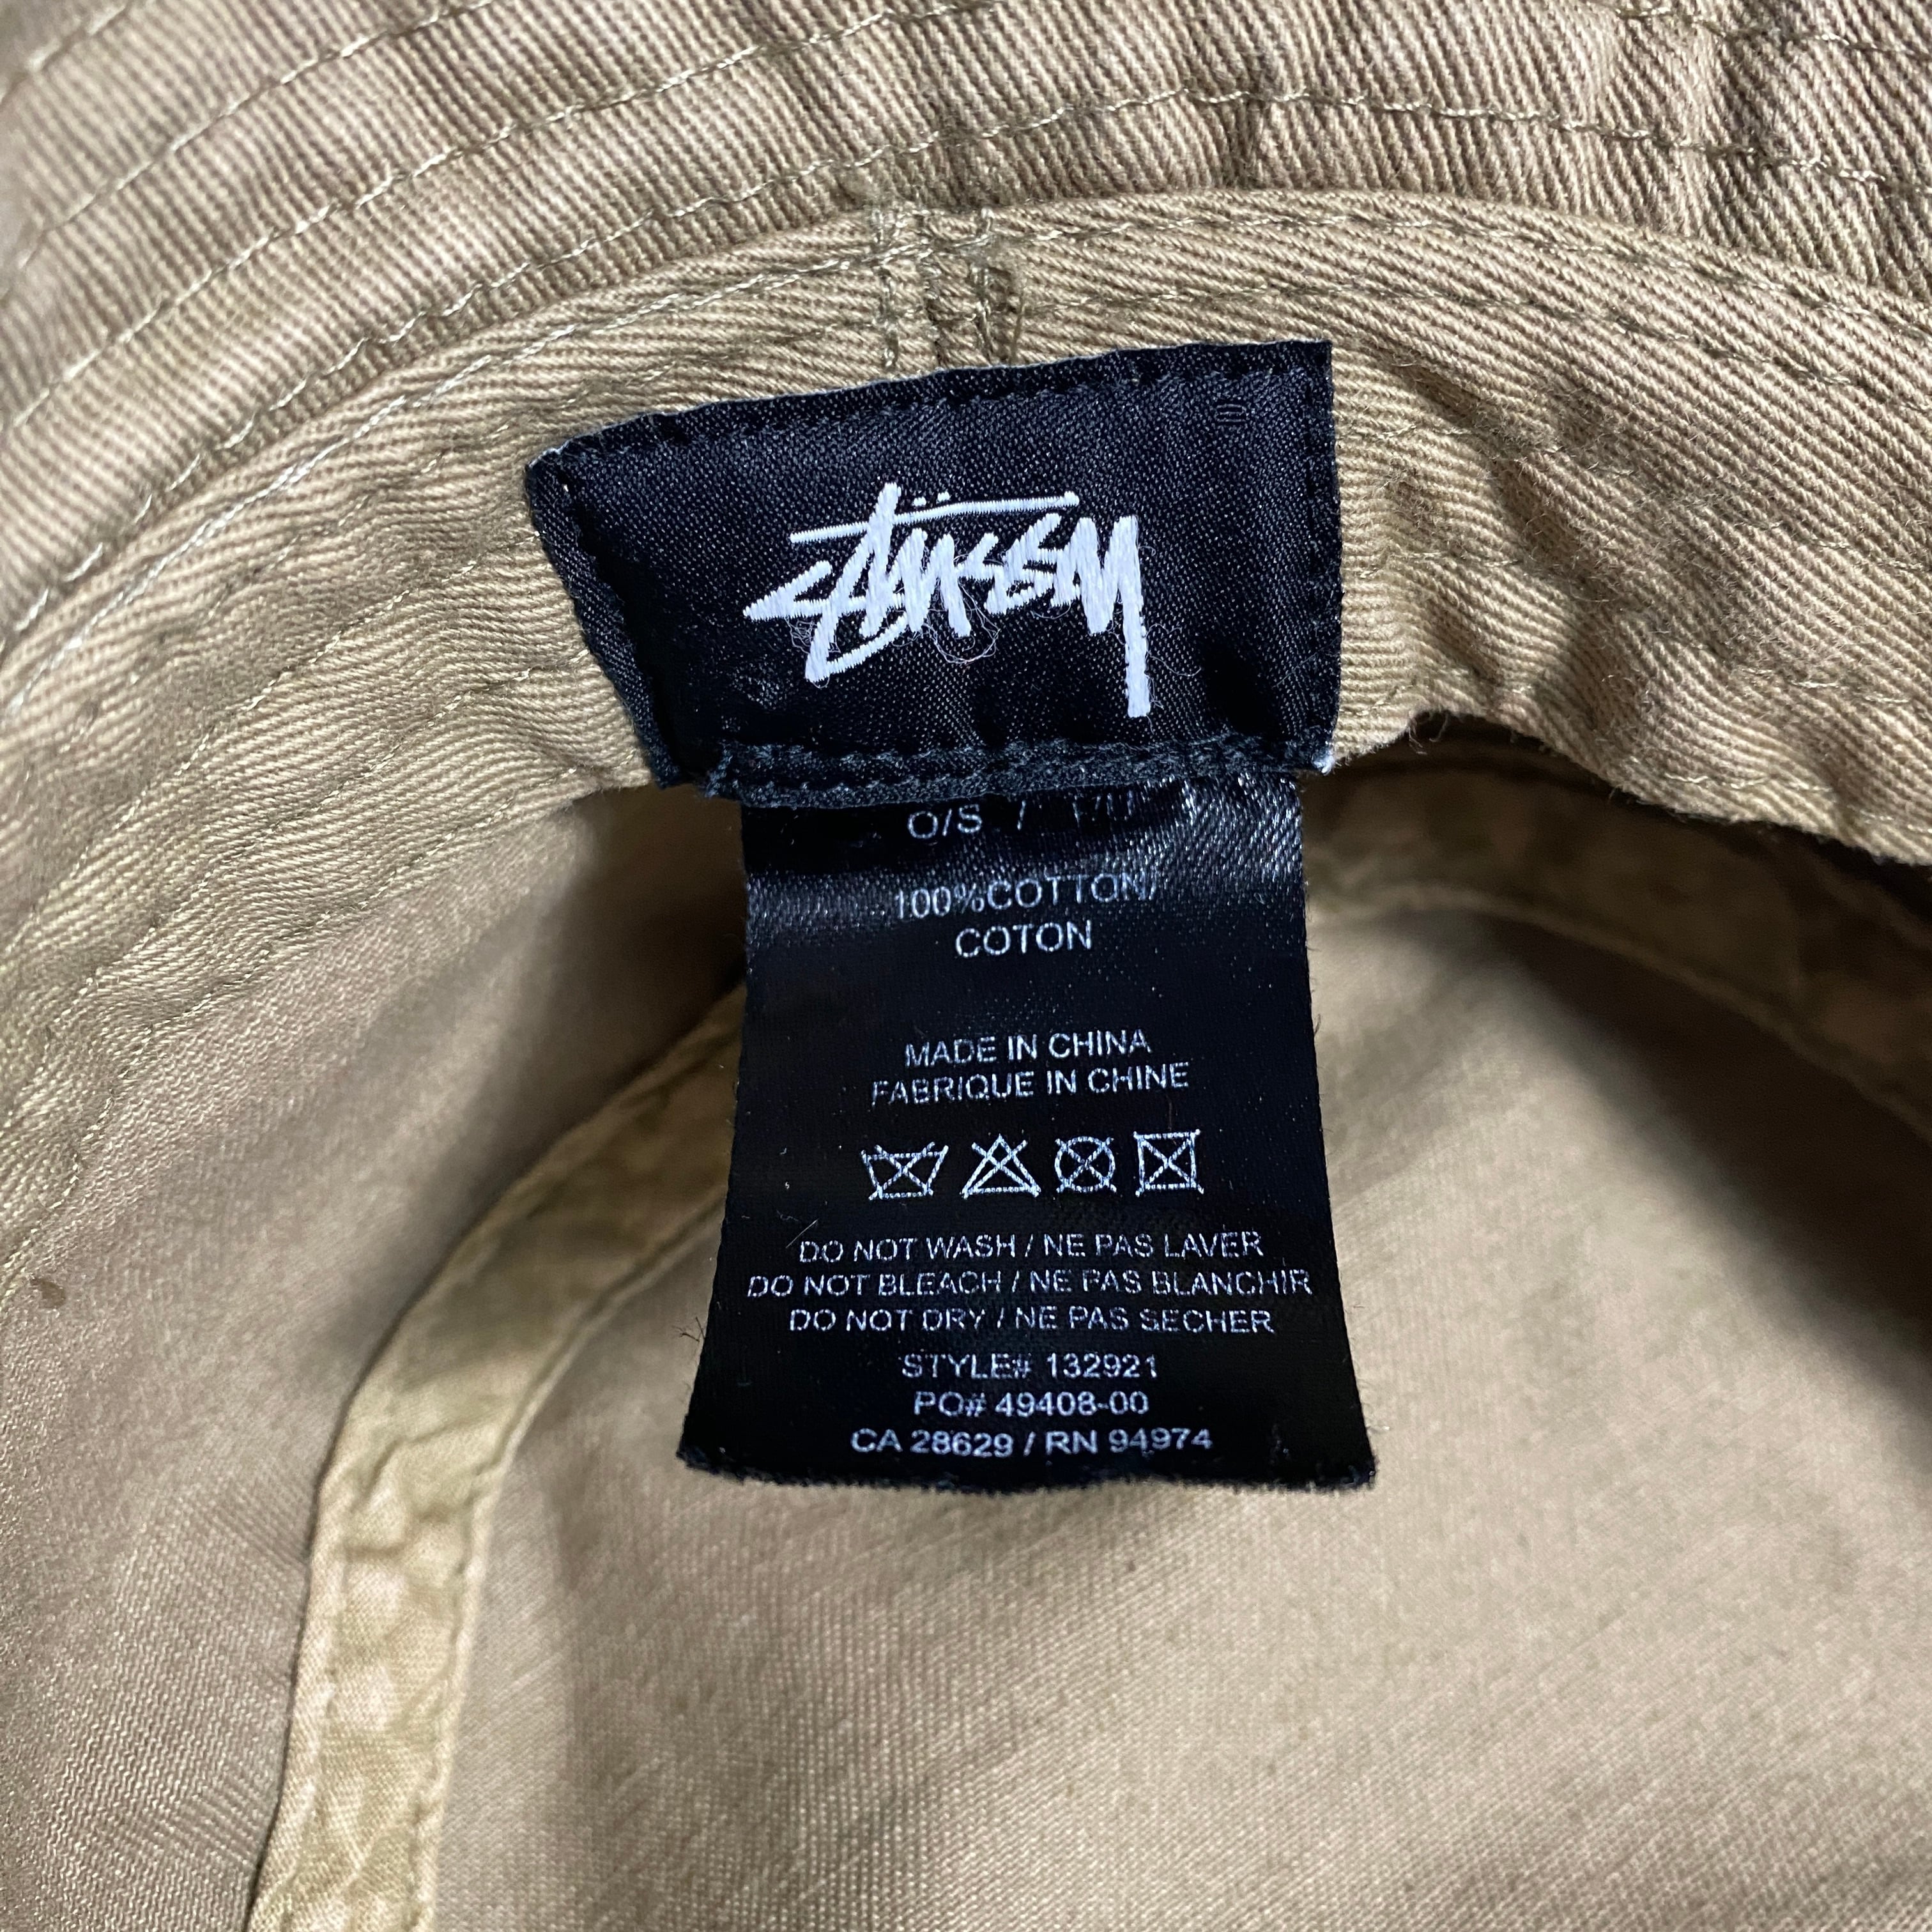 Stüssy
O/S /
100%COTTON/
COTON
MADE IN CHINA
FABRIQUE IN CHINE
DO NOT WASH / NE PAS LAVER
DO NOT BLEACH / NE PAS BLANCHIR
DO NOT DRY / NE PAS SECHER
STYLE# 132921
PO# 49408-00
CA 28629 / RN 94974